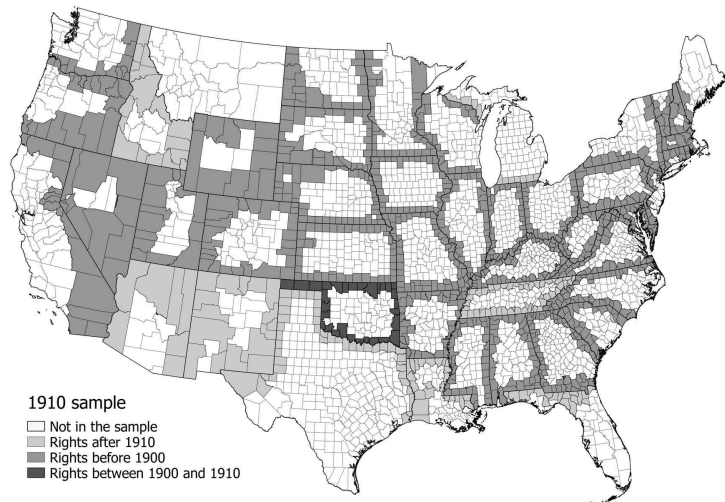 1910 sample
Not in the sample
Rights after 1910
Rights before 1900
Rights between 1900 and 1910